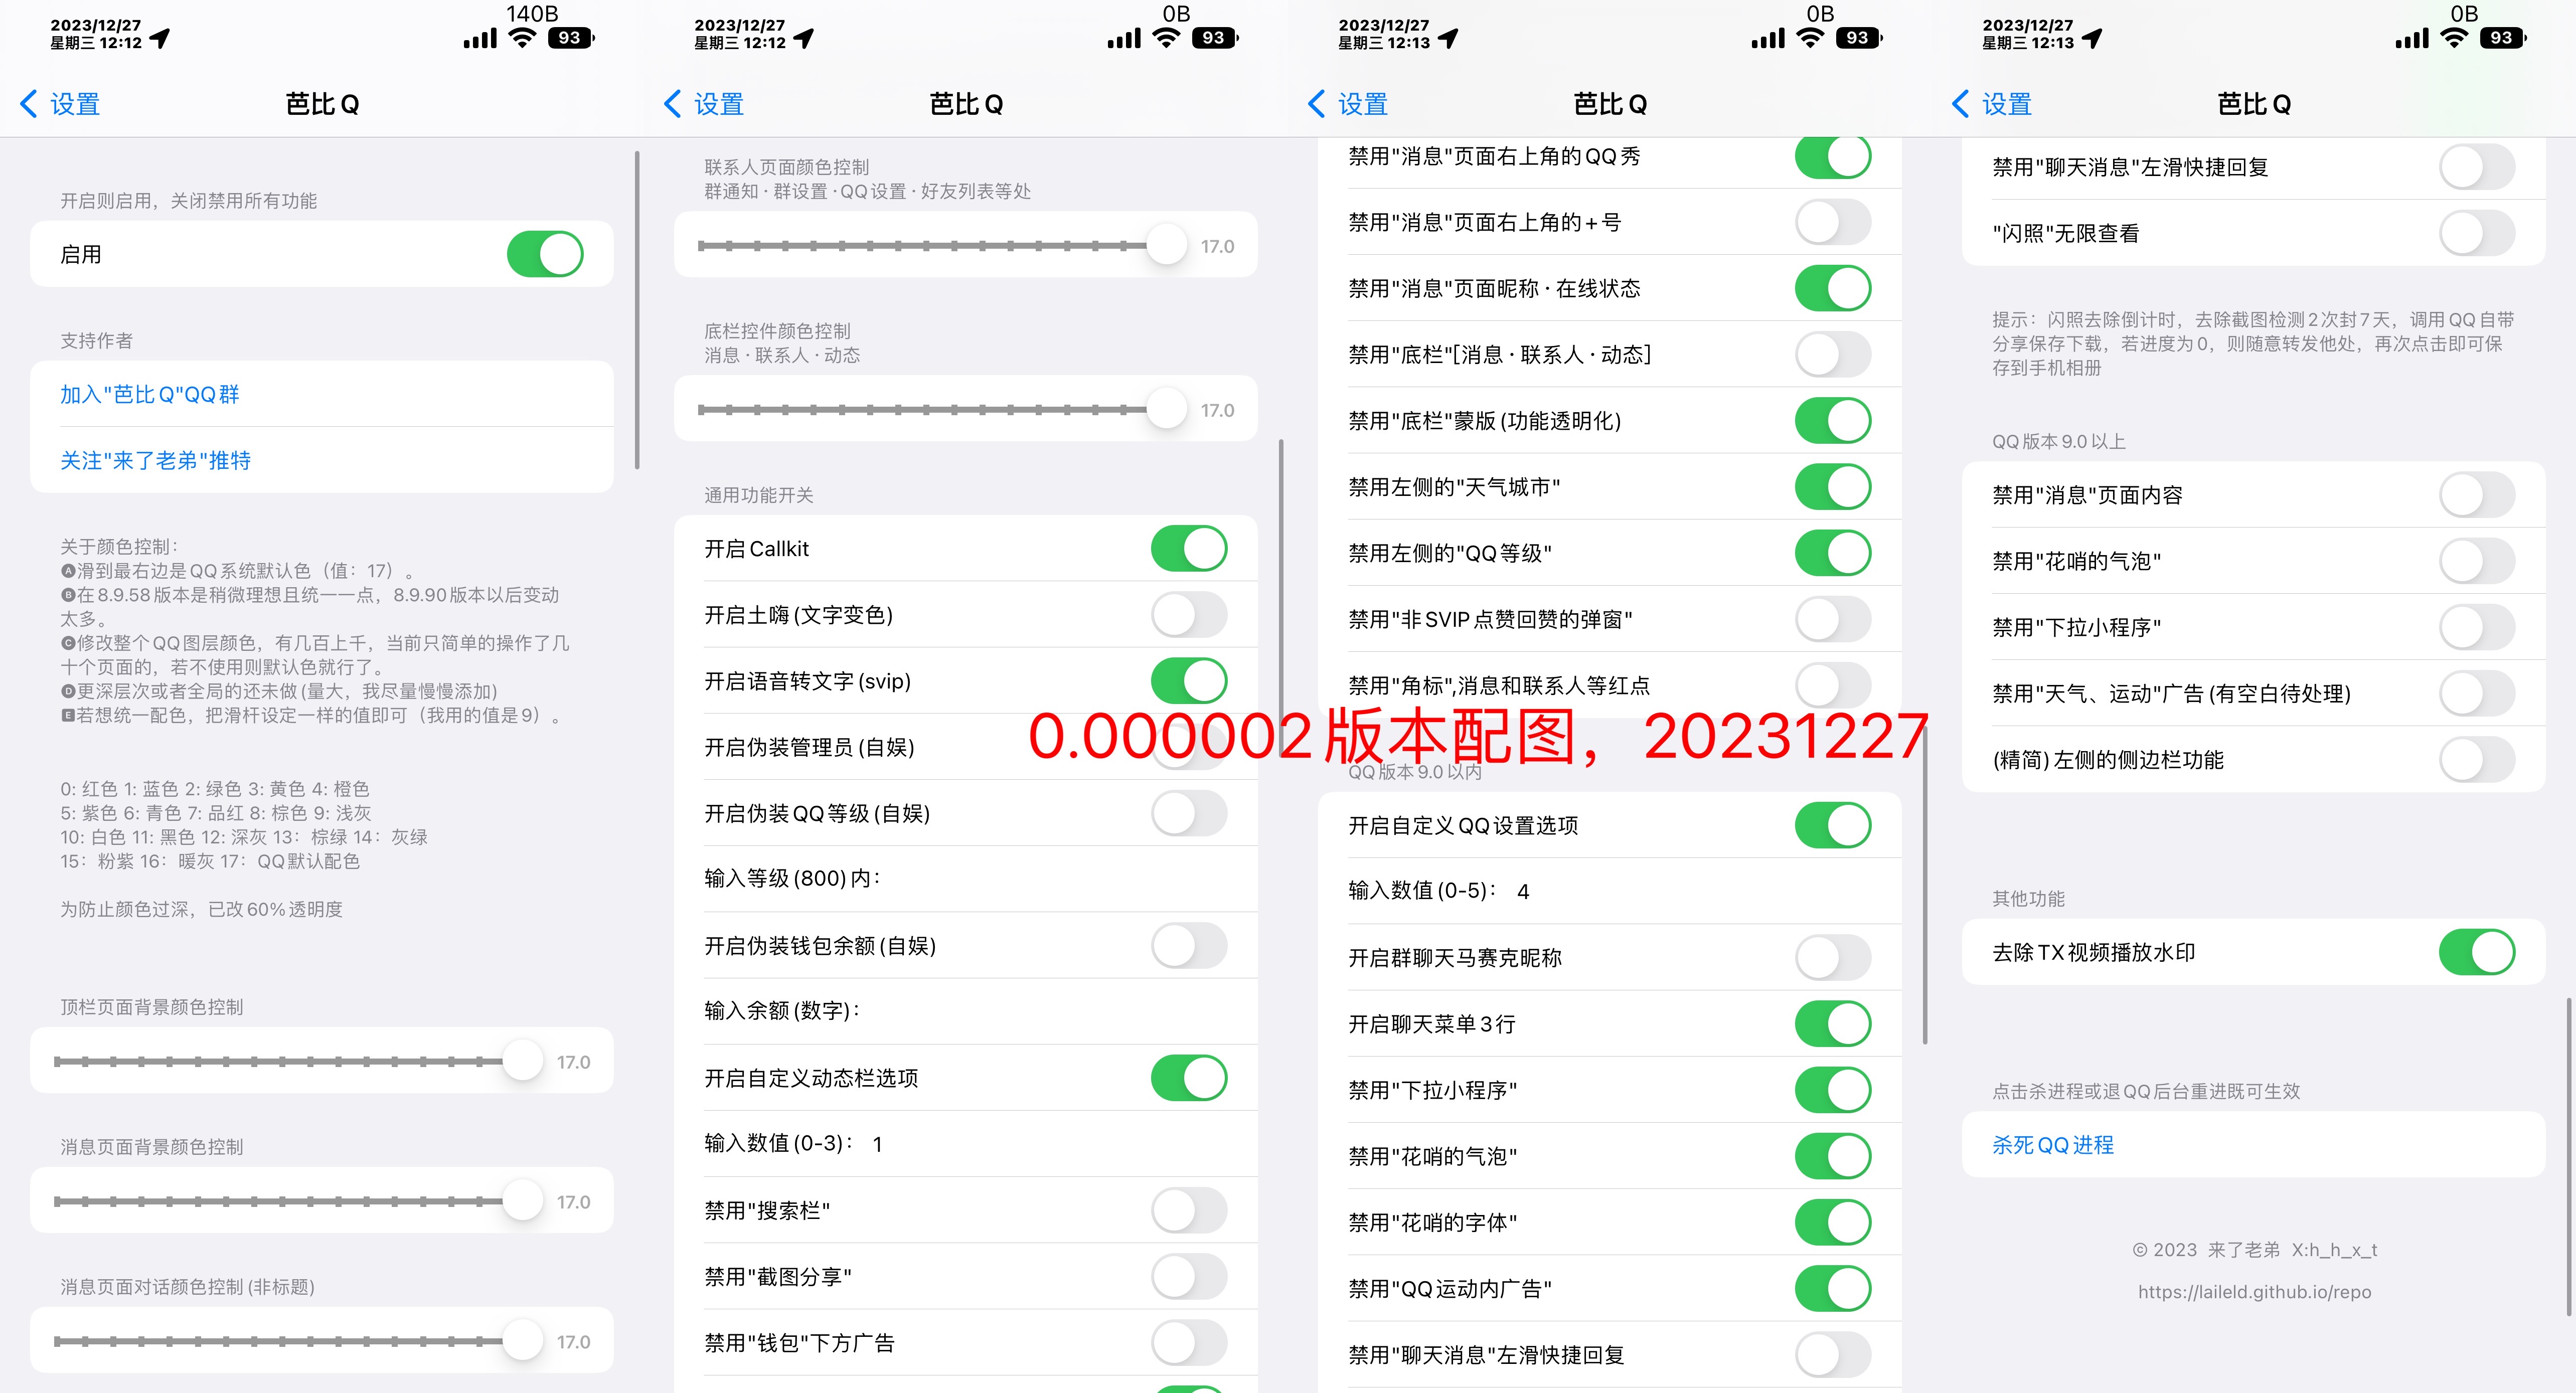 140B
2023/12/27
星期三 12:12
93
设置
芭比Q
开启则启用，关闭禁用所有功能
启用
支持作者
加入"芭比Q"QQ群
关注"来了老弟"推特
关于颜色控制：
🅐滑到最右边是QQ系统默认色（值：17）。
🅑在8.9.58版本是稍微理想且统一一点，8.9.90版本以后变动
太多。
🅒修改整个QQ图层颜色，有几百上千，当前只简单的操作了几
十个页面的，若不使用则默认色就行了。
🅓更深层次或者全局的还未做(量大，我尽量慢慢添加)
🅴若想统一配色，把滑杆设定一样的值即可（我用的值是9）。
0: 红色 1: 蓝色 2: 绿色 3: 黄色 4: 橙色
5: 紫色 6: 青色 7: 品红 8: 棕色 9: 浅灰
10: 白色 11: 黑色 12: 深灰 13：棕绿 14：灰绿
15：粉紫 16：暖灰 17：QQ默认配色
为防止颜色过深，已改60%透明度
顶栏页面背景颜色控制
17.0
消息页面背景颜色控制
17.0
消息页面对话颜色控制(非标题)
17.0
0B
2023/12/27
星期三 12:12
93
设置
芭比Q
联系人页面颜色控制
群通知·群设置·QQ设置·好友列表等处
17.0
底栏控件颜色控制
消息·联系人·动态
17.0
通用功能开关
开启Callkit
开启土嗨(文字变色)
开启语音转文字(svip)
开启伪装管理员(自娱)
开启伪装QQ等级(自娱)
输入等级(800)内：
开启伪装钱包余额(自娱)
输入余额(数字)：
开启自定义动态栏选项
输入数值(0-3)： 1
禁用"搜索栏"
禁用"截图分享"
禁用"钱包"下方广告
0B
2023/12/27
星期三 12:13
93
设置
芭比Q
禁用"消息"页面右上角的QQ秀
禁用"消息"页面右上角的+号
禁用"消息"页面昵称·在线状态
禁用"底栏"[消息·联系人·动态]
禁用"底栏"蒙版(功能透明化)
禁用左侧的"天气城市"
禁用左侧的"QQ等级"
禁用"非SVIP点赞回赞的弹窗"
禁用"角标",消息和联系人等红点
0.000002版本配图，20231227
QQ版本9.0以内
开启自定义QQ设置选项
输入数值(0-5)： 4
开启群聊天马赛克昵称
开启聊天菜单3行
禁用"下拉小程序"
禁用"花哨的气泡"
禁用"花哨的字体"
禁用"QQ运动内广告"
禁用"聊天消息"左滑快捷回复
0B
2023/12/27
星期三 12:13
93
设置
芭比Q
禁用"聊天消息"左滑快捷回复
"闪照"无限查看
提示：闪照去除倒计时，去除截图检测2次封7天，调用QQ自带
分享保存下载，若进度为0，则随意转发他处，再次点击即可保
存到手机相册
QQ版本9.0以上
禁用"消息"页面内容
禁用"花哨的气泡"
禁用"下拉小程序"
禁用"天气、运动"广告(有空白待处理)
(精简)左侧的侧边栏功能
其他功能
去除TX视频播放水印
点击杀进程或退QQ后台重进既可生效
杀死QQ进程
© 2023 来了老弟 X:h_h_x_t
https://laileld.github.io/repo